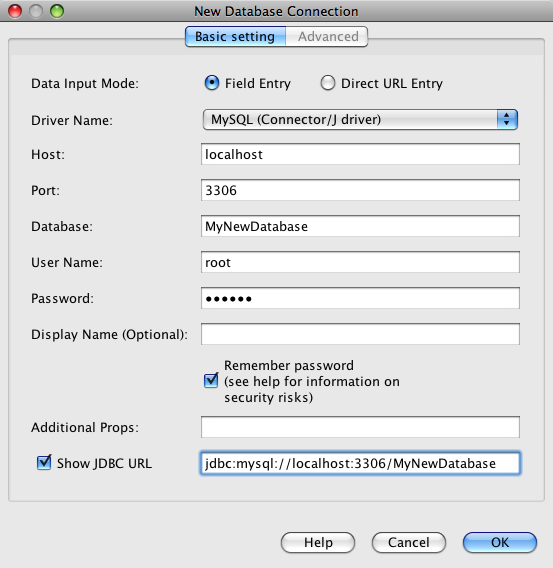 New Database Connection
Basic setting Advanced
Data Input Mode: Field Entry Direct URL Entry
Driver Name: MySQL (Connector/J driver)
Host: localhost
Port: 3306
Database: MyNewDatabase
User Name: root
Password: ••••••
Display Name (Optional):
Remember password
(see help for information on
security risks)
Additional Props:
Show JDBC URL jdbc:mysql://localhost:3306/MyNewDatabase
Help Cancel OK